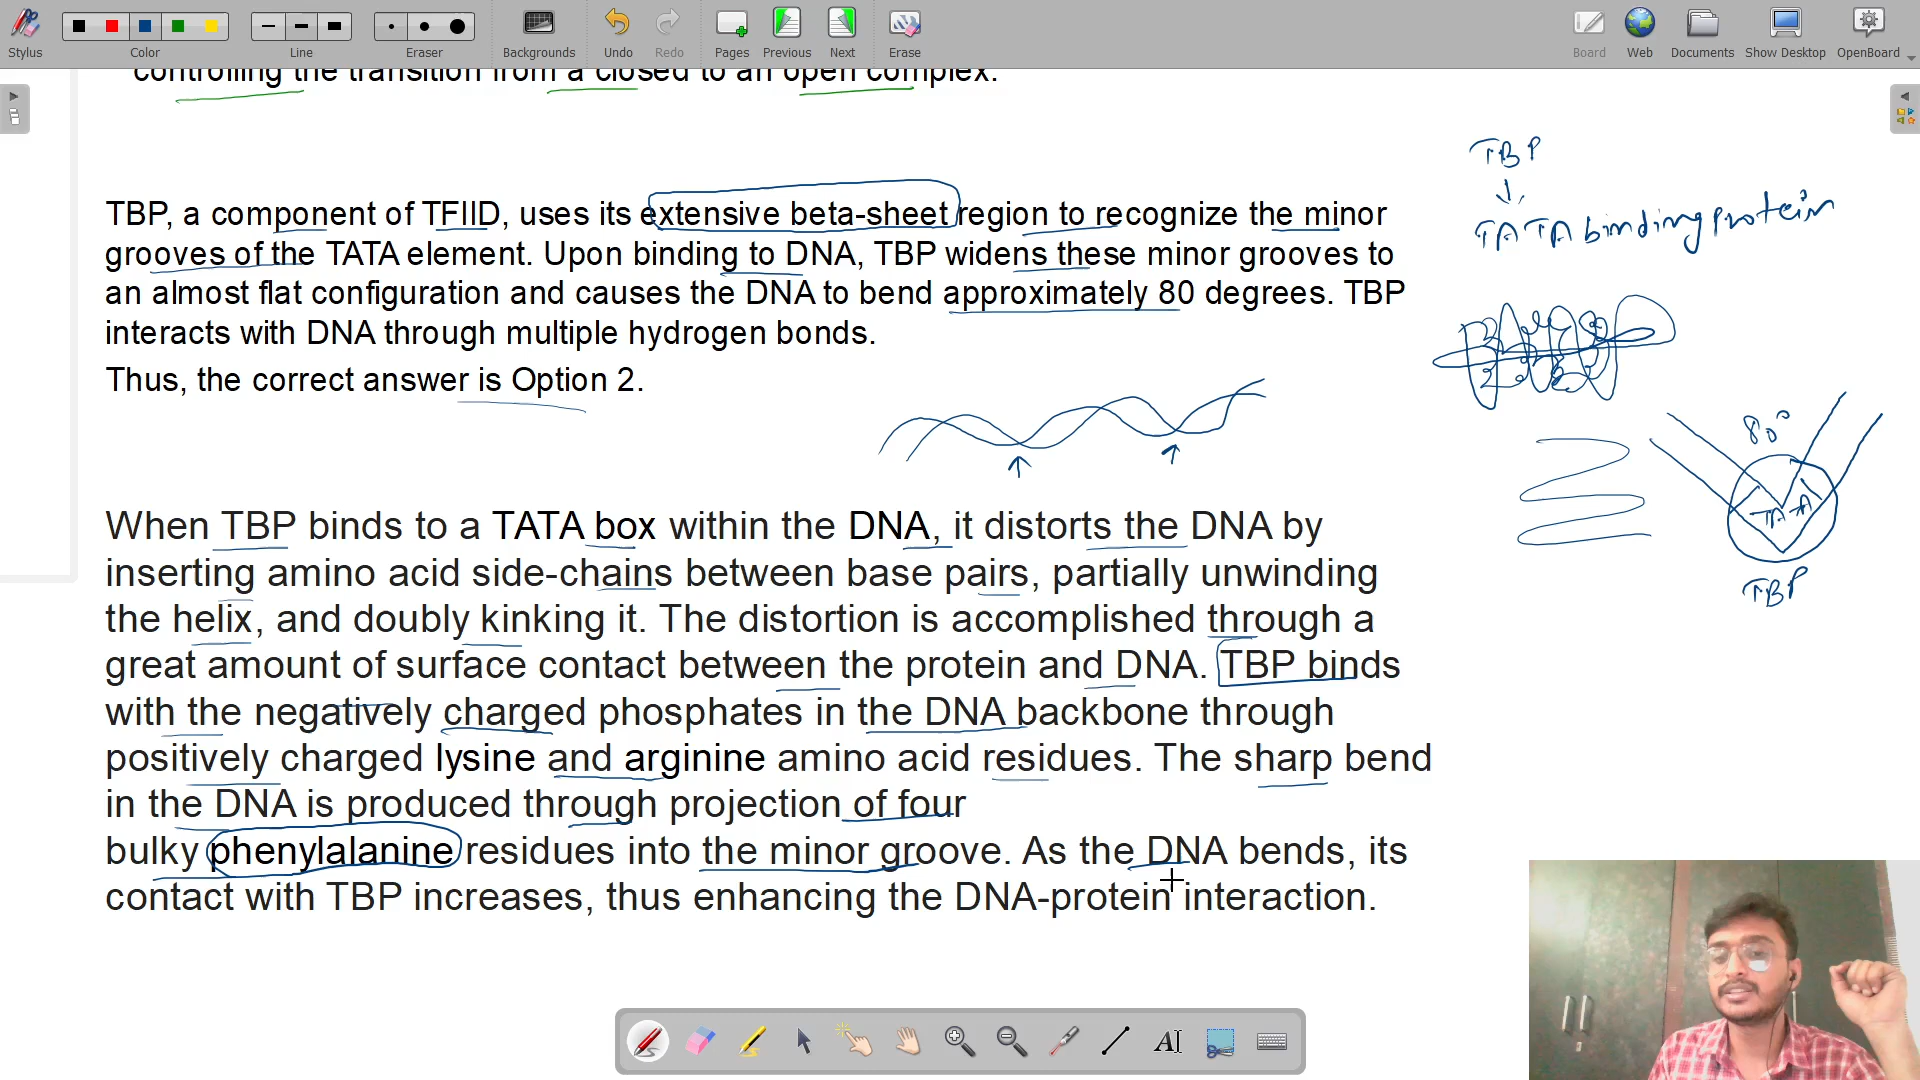 Stylus
Color
Line
Eraser
Backgrounds
Undo
Redo
Pages
Previous
Next
Erase
Board
Web
Documents
Show Desktop
OpenBoard
controlling the transition from a closed to an open complex.
TBP, a component of TFIID, uses its extensive beta-sheet region to recognize the minor
grooves of the TATA element. Upon binding to DNA, TBP widens these minor grooves to
an almost flat configuration and causes the DNA to bend approximately 80 degrees. TBP
interacts with DNA through multiple hydrogen bonds.
Thus, the correct answer is Option 2.
When TBP binds to a TATA box within the DNA, it distorts the DNA by
inserting amino acid side-chains between base pairs, partially unwinding
the helix, and doubly kinking it. The distortion is accomplished through a
great amount of surface contact between the protein and DNA. TBP binds
with the negatively charged phosphates in the DNA backbone through
positively charged lysine and arginine amino acid residues. The sharp bend
in the DNA is produced through projection of four
bulky phenylalanine residues into the minor groove. As the DNA bends, its
contact with TBP increases, thus enhancing the DNA-protein interaction.
TBP
TATA binding protein
80°
TATA
TBP